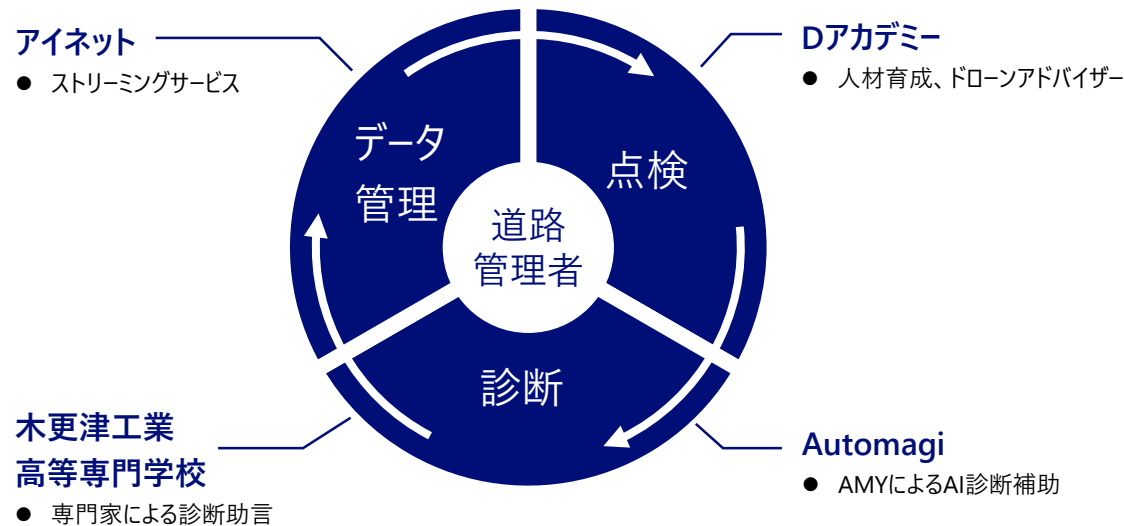 アイネット
● ストリーミングサービス
Dアカデミー
● 人材育成、ドローンアドバイザー
データ
管理
点検
道路
管理者
診断
木更津工業
高等専門学校
● 専門家による診断助言
Automagi
● AMYによるAI診断補助